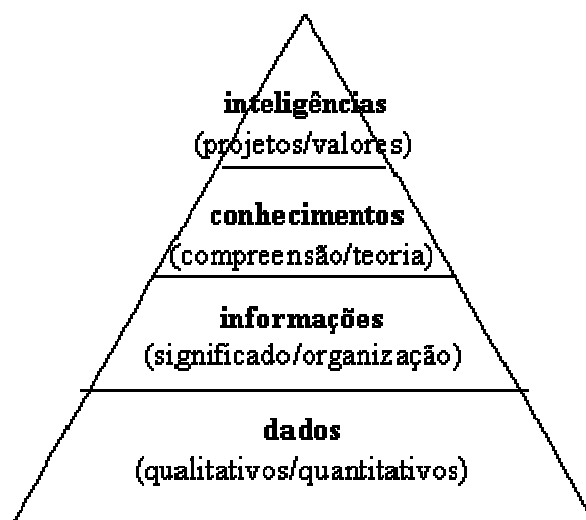 inteligências
(projetos/valores)
conhecimentos
(compreensão/teoria)
informações
(significado/organização)
dados
(qualitativos/quantitativos)